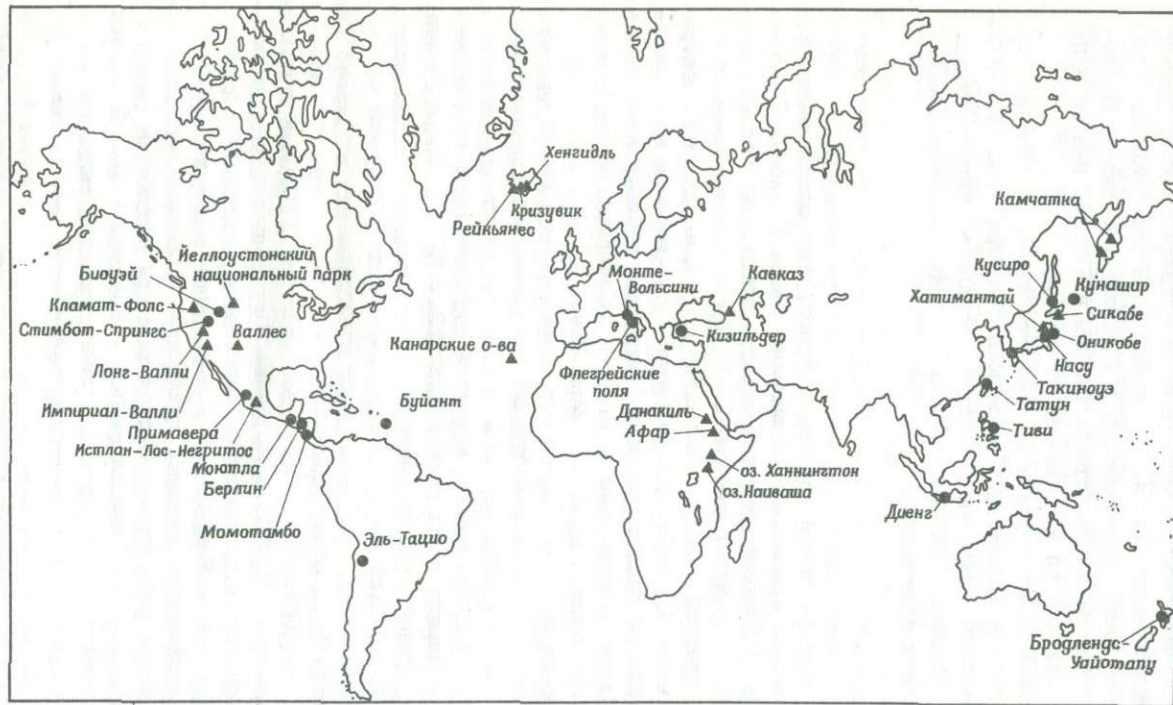 Хенгидль
Кризувик
Рейкьянес
Йеллоустонский
национальный парк
Биоуэй
Кламат-Фолс
Стимбот-Спрингс
Валлес
Лонг-Валли
Импириал-Валли
Примавера
Истлан-Лос-Негритос
Моютла
Берлин
Момотамбо
Эль-Тацио
Буйант
Канарские о-ва
Монте-
Вольсини
Кавказ
Кизильдер
Флегрейские
поля
Данакиль
Афар
оз. Ханнингтон
оз.Наиваша
Камчатка
Кусиро
Кунашир
Хатимантай
Сикабе
Оникобе
Насу
Такиноуэ
Татун
Тиви
Диенг
Бродлендс-
Уайотапу